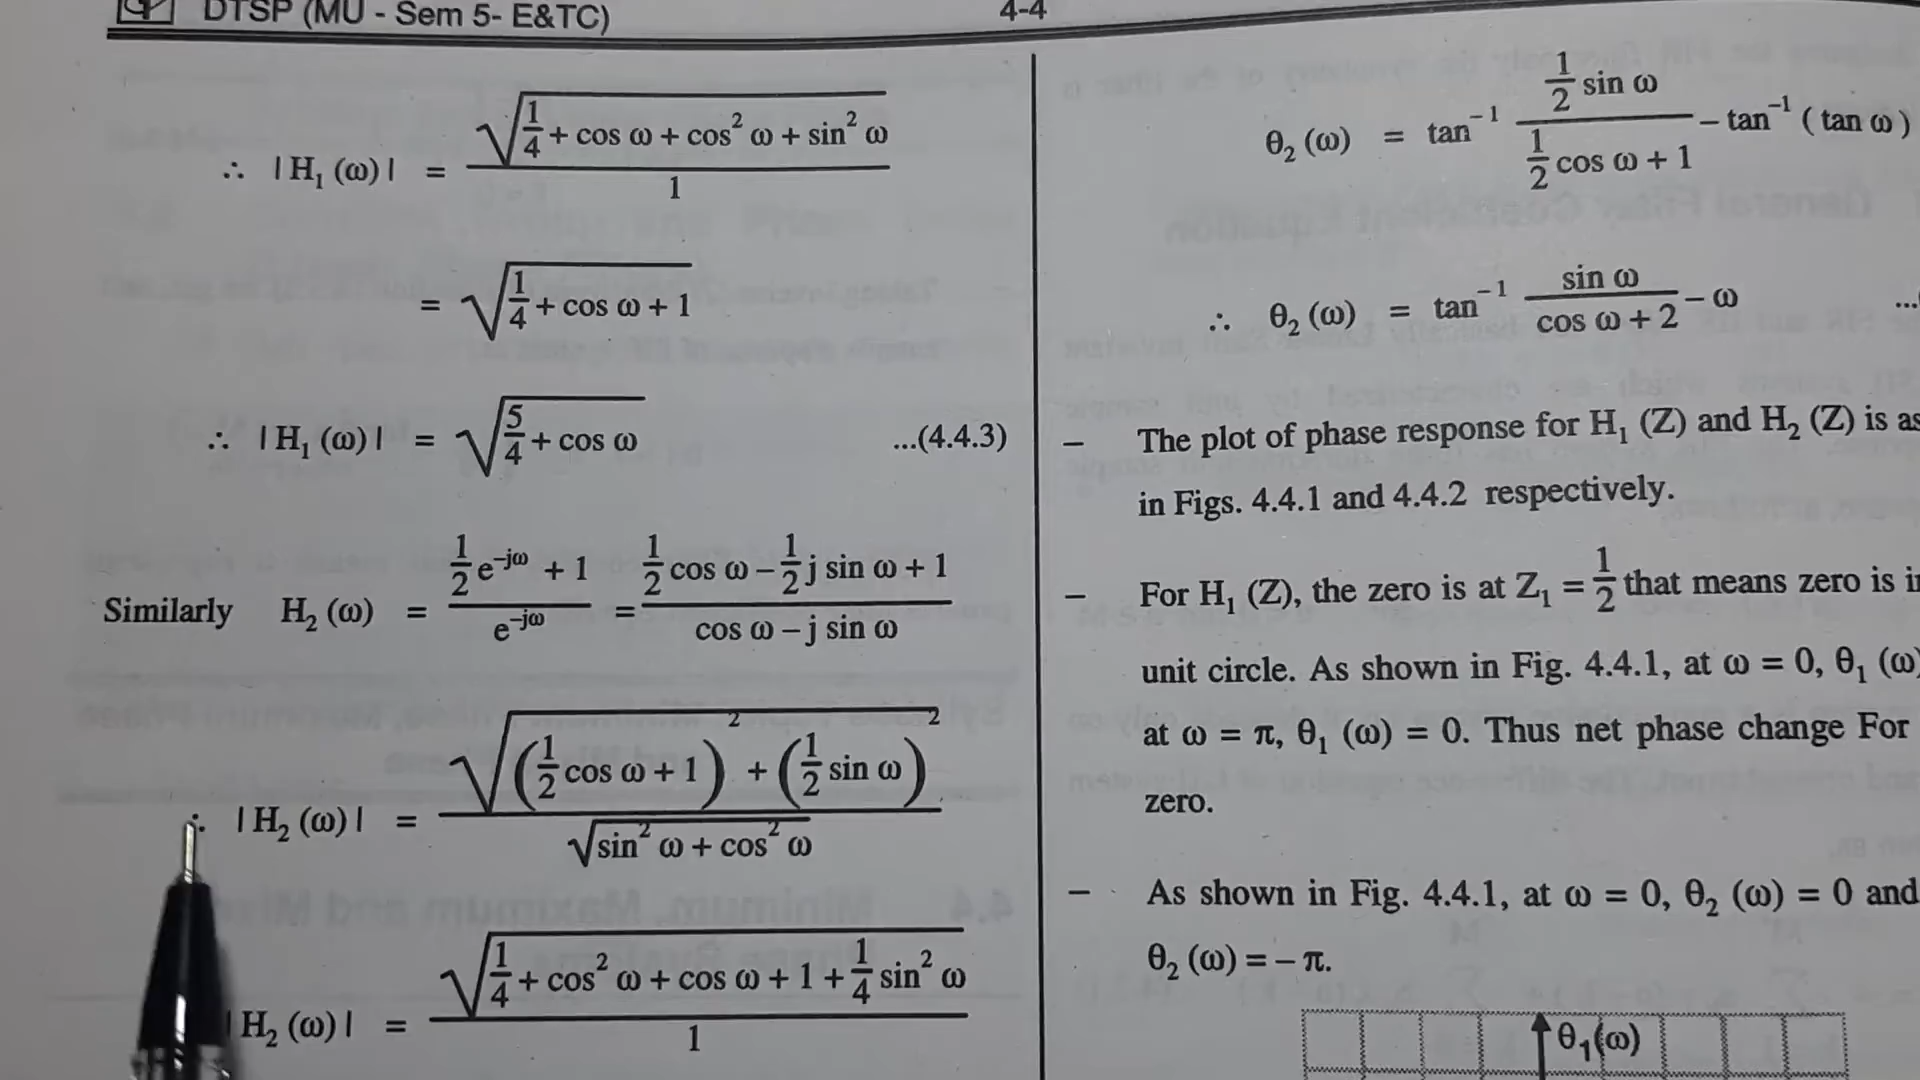 DTSP (MU - Sem 5- E&TC)
4-4
∴ | H₁ (ω) | = √(1/4 + cos ω + cos² ω + sin² ω) / 1
= √(1/4 + cos ω + 1)
∴ | H₁ (ω) | = √(5/4 + cos ω) ...(4.4.3)
Similarly H₂ (ω) = (1/2 e^-jω + 1) / e^-jω = (1/2 cos ω – 1/2 j sin ω + 1) / (cos ω – j sin ω)
∴ | H₂ (ω) | = √((1/2 cos ω + 1)² + (1/2 sin ω)²) / √(sin² ω + cos² ω)
| H₂ (ω) | = √(1/4 + cos² ω + cos ω + 1 + 1/4 sin² ω) / 1
θ₂ (ω) = tan⁻¹ (1/2 sin ω) / (1/2 cos ω + 1) – tan⁻¹ ( tan ω )
∴ θ₂ (ω) = tan⁻¹ sin ω / (cos ω + 2) – ω ...
– The plot of phase response for H₁ (Z) and H₂ (Z) is as
in Figs. 4.4.1 and 4.4.2 respectively.
– For H₁ (Z), the zero is at Z₁ = 1/2 that means zero is
unit circle. As shown in Fig. 4.4.1, at ω = 0, θ₁ (ω)
at ω = π, θ₁ (ω) = 0. Thus net phase change For
zero.
– As shown in Fig. 4.4.1, at ω = 0, θ₂ (ω) = 0 and
θ₂ (ω) = – π.
θ₁(ω)